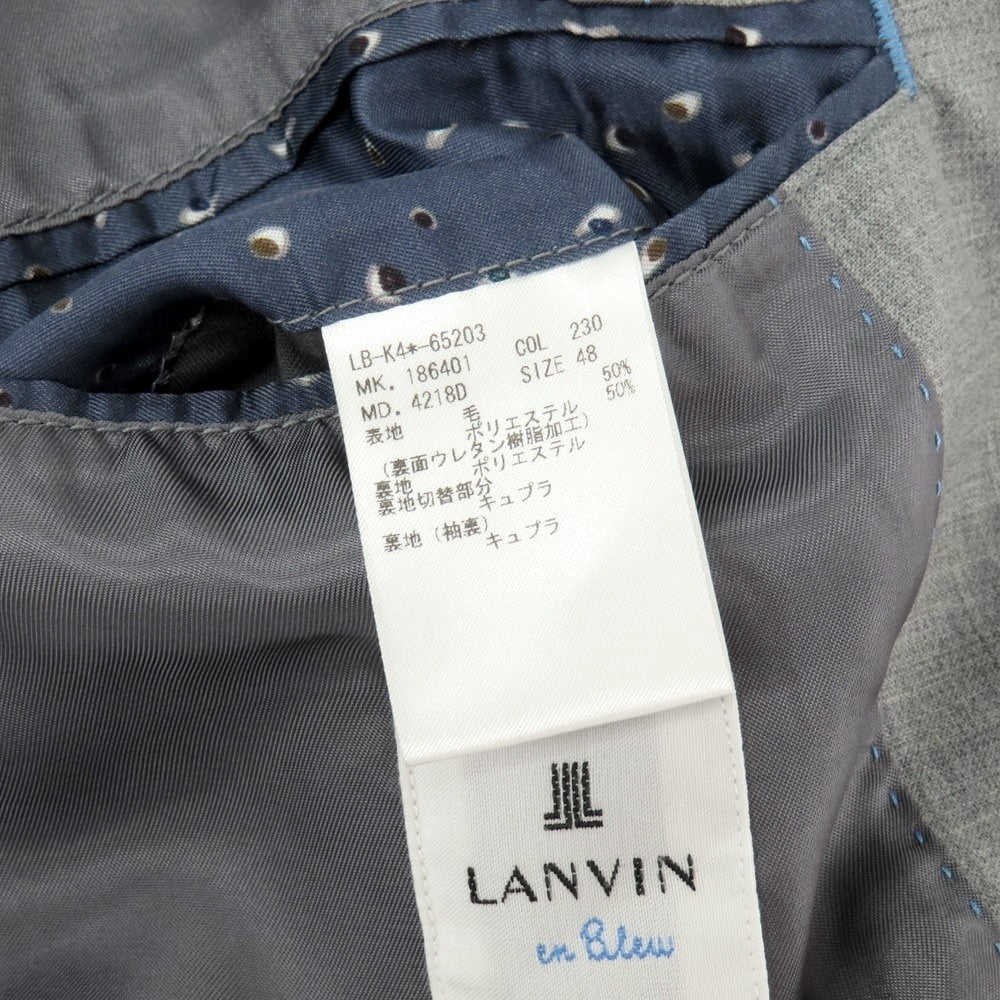 LB-K4*-65203
MK. 186401 COL 230
MD. 4218D SIZE 48
表地 毛 50%
ポリエステル 50%
(裏面ウレタン樹脂加工)
裏地 ポリエステル
裏地切替部分
キュプラ
裏地(袖裏)
キュプラ
LANVIN
en Bleu